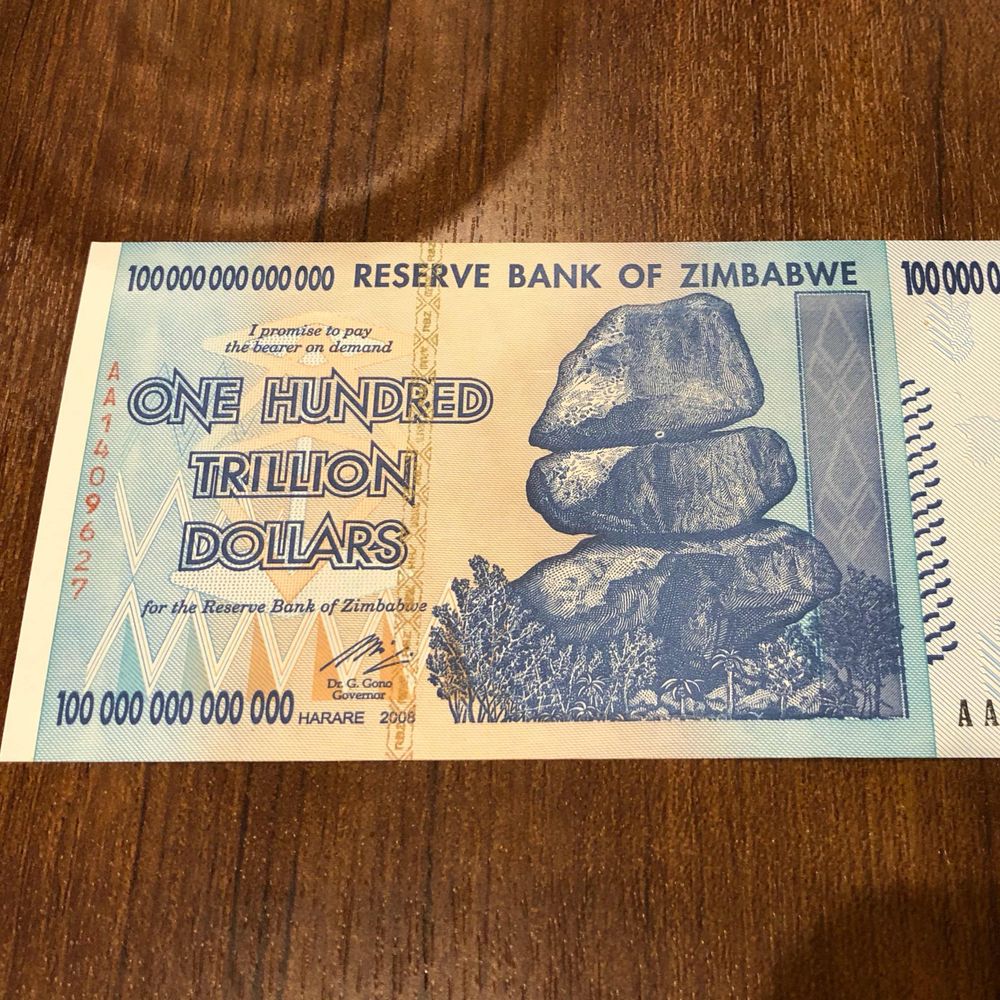 100 000 000 000 000 RESERVE BANK OF ZIMBABWE
I promise to pay
the bearer on demand
ONE HUNDRED
TRILLION
DOLLARS
for the Reserve Bank of Zimbabwe
Dr. G. Gono
Governor
100 000 000 000 000 HARARE 2008
AA1409627
100 000 0
AA